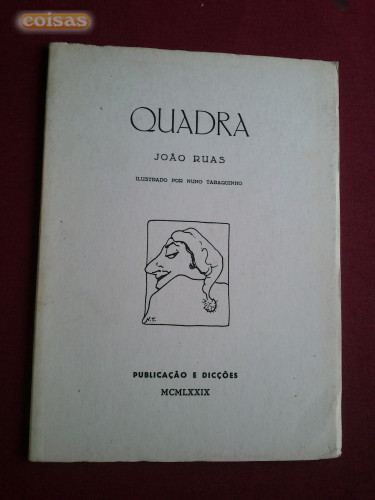 coisas
QUADRA
JOÃO RUAS
ILUSTRADO POR NUNO TABAQUINHO
N.T.
PUBLICAÇÃO E DICÇÕES
MCMLXXIX